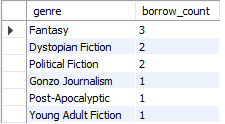 genre borrow_count
Fantasy 3
Dystopian Fiction 2
Political Fiction 2
Gonzo Journalism 1
Post-Apocalyptic 1
Young Adult Fiction 1